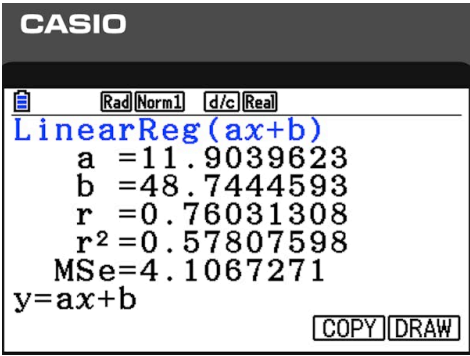 CASIO
Rad Norm1 d/c Real
LinearReg(ax+b)
a =11.9039623
b =48.7444593
r =0.76031308
r²=0.57807598
MSe=4.1067271
y=ax+b
COPY DRAW